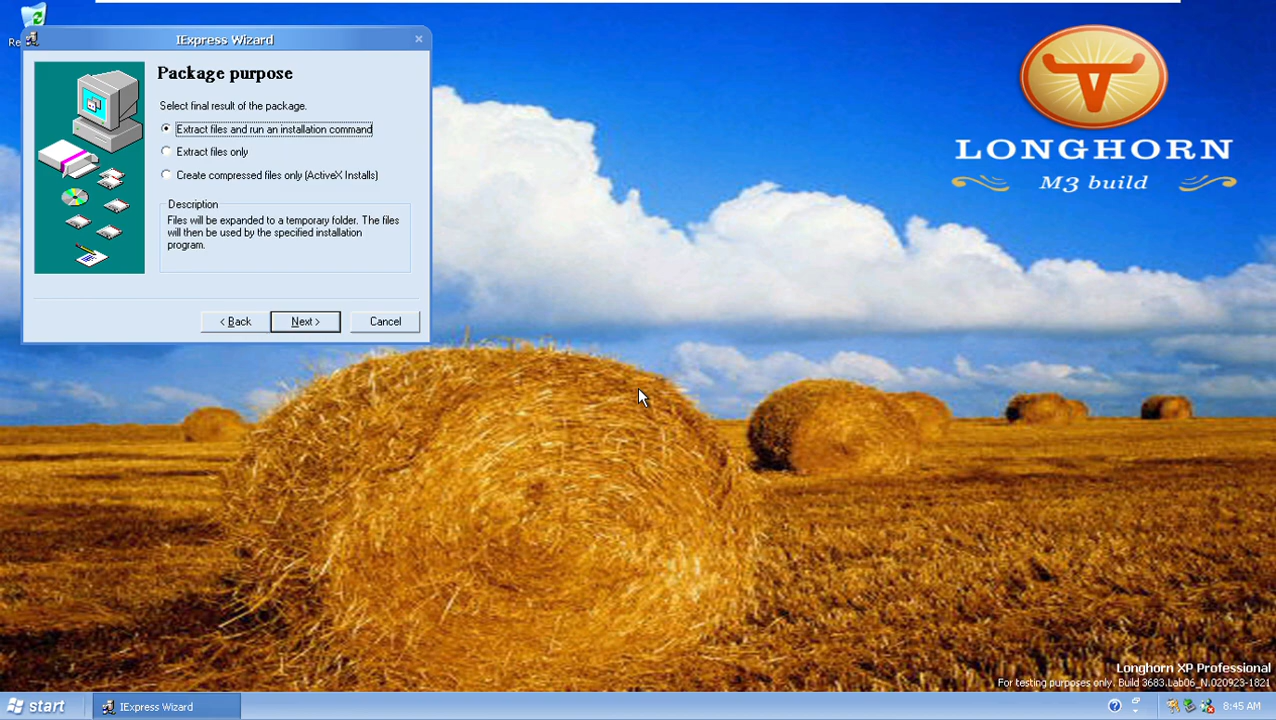 Re
IExpress Wizard
Package purpose
Select final result of the package.
Extract files and run an installation command
Extract files only
Create compressed files only (ActiveX Installs)
Description
Files will be expanded to a temporary folder. The files
will then be used by the specified installation
program.
< Back
Next >
Cancel
LONGHORN
M3 build
Longhorn XP Professional
For testing purposes only. Build 3683.Lab06_N.020923-1821
start
IExpress Wizard
8:45 AM